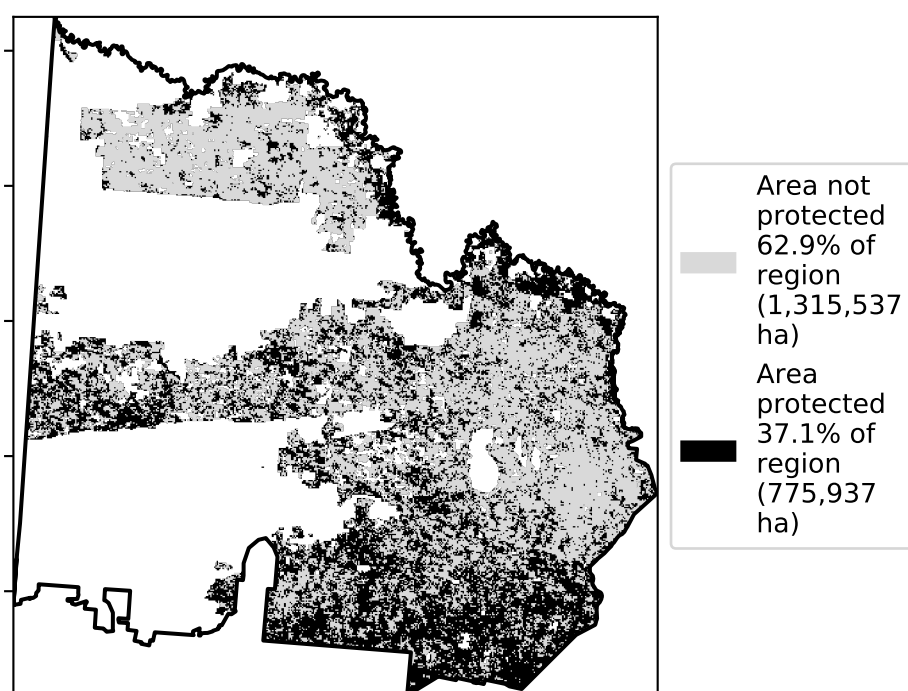 Area not
protected
62.9% of
region
(1,315,537
ha)
Area
protected
37.1% of
region
(775,937
ha)